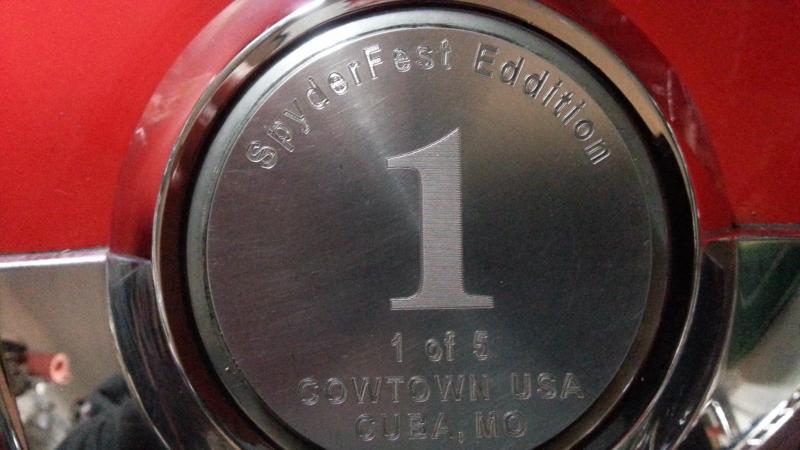 SpyderFest Eddition
1
1 of 5
COWTOWN USA
CUBA, MO